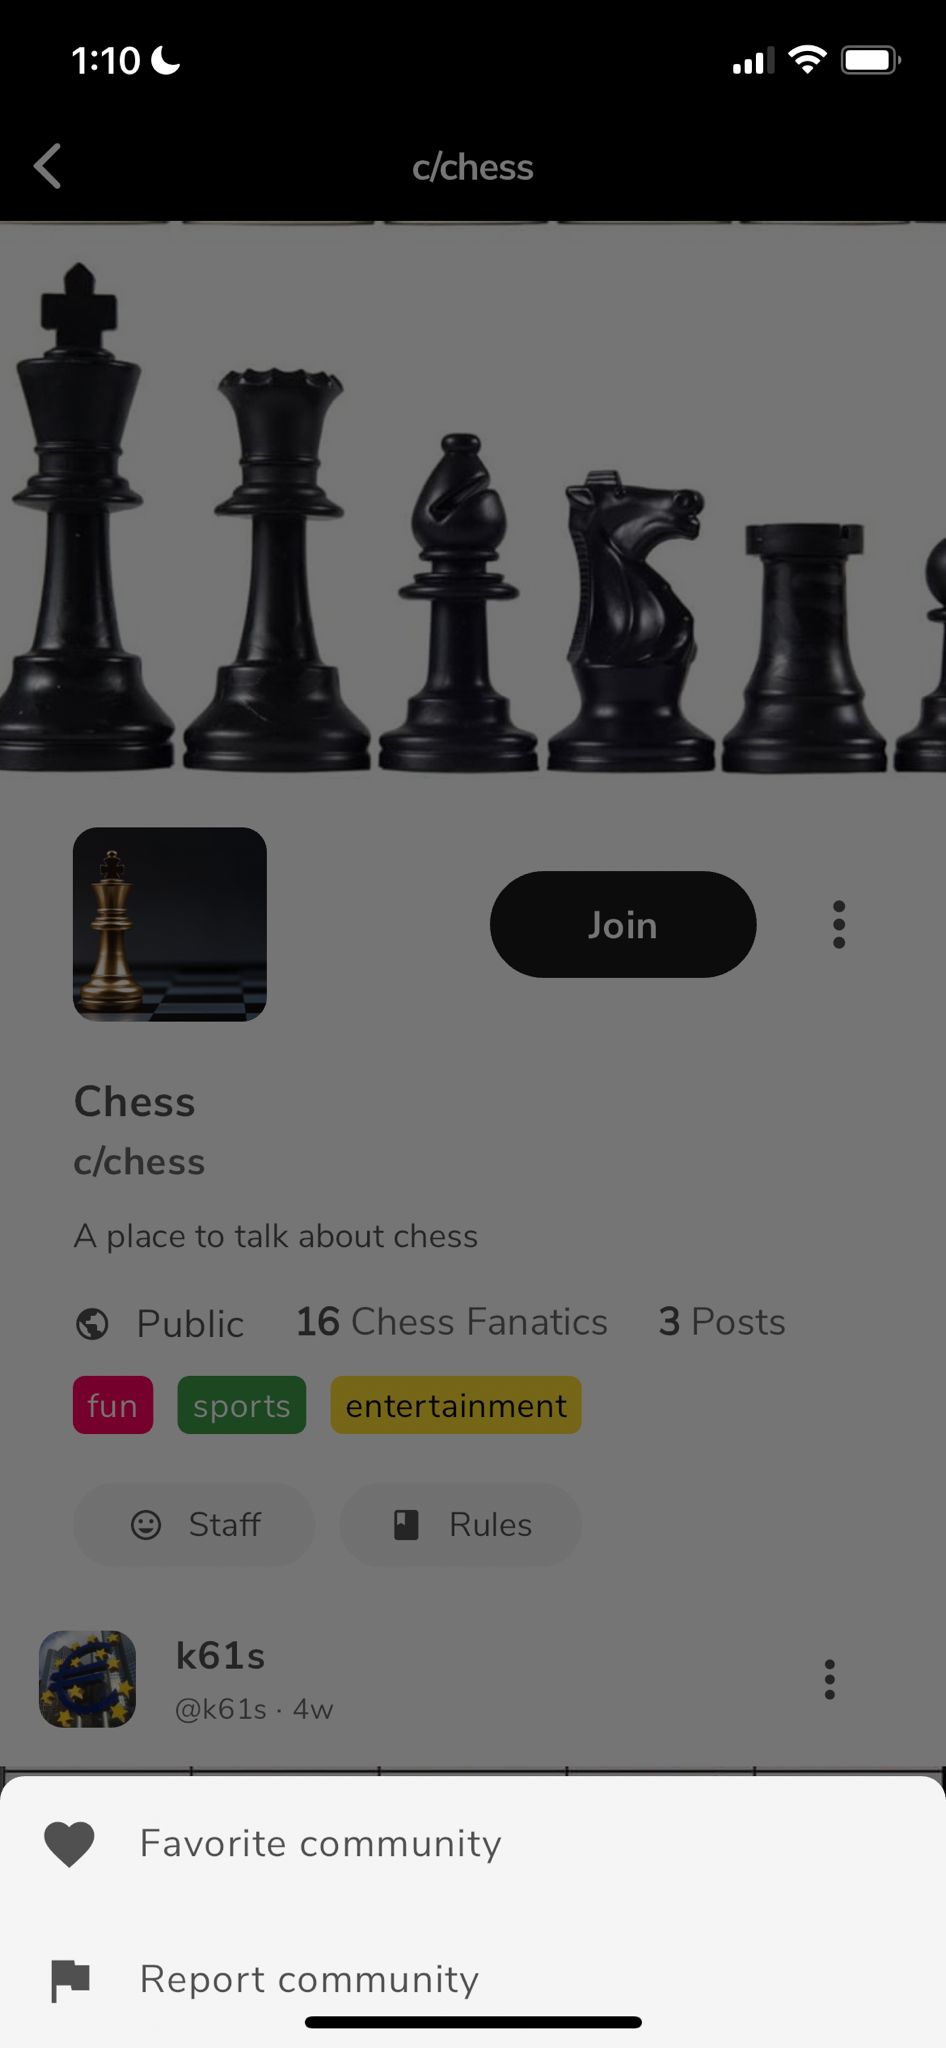 1:10
c/chess
Join
Chess
c/chess
A place to talk about chess
Public 16 Chess Fanatics 3 Posts
fun sports entertainment
Staff Rules
k61s
@k61s · 4w
Favorite community
Report community